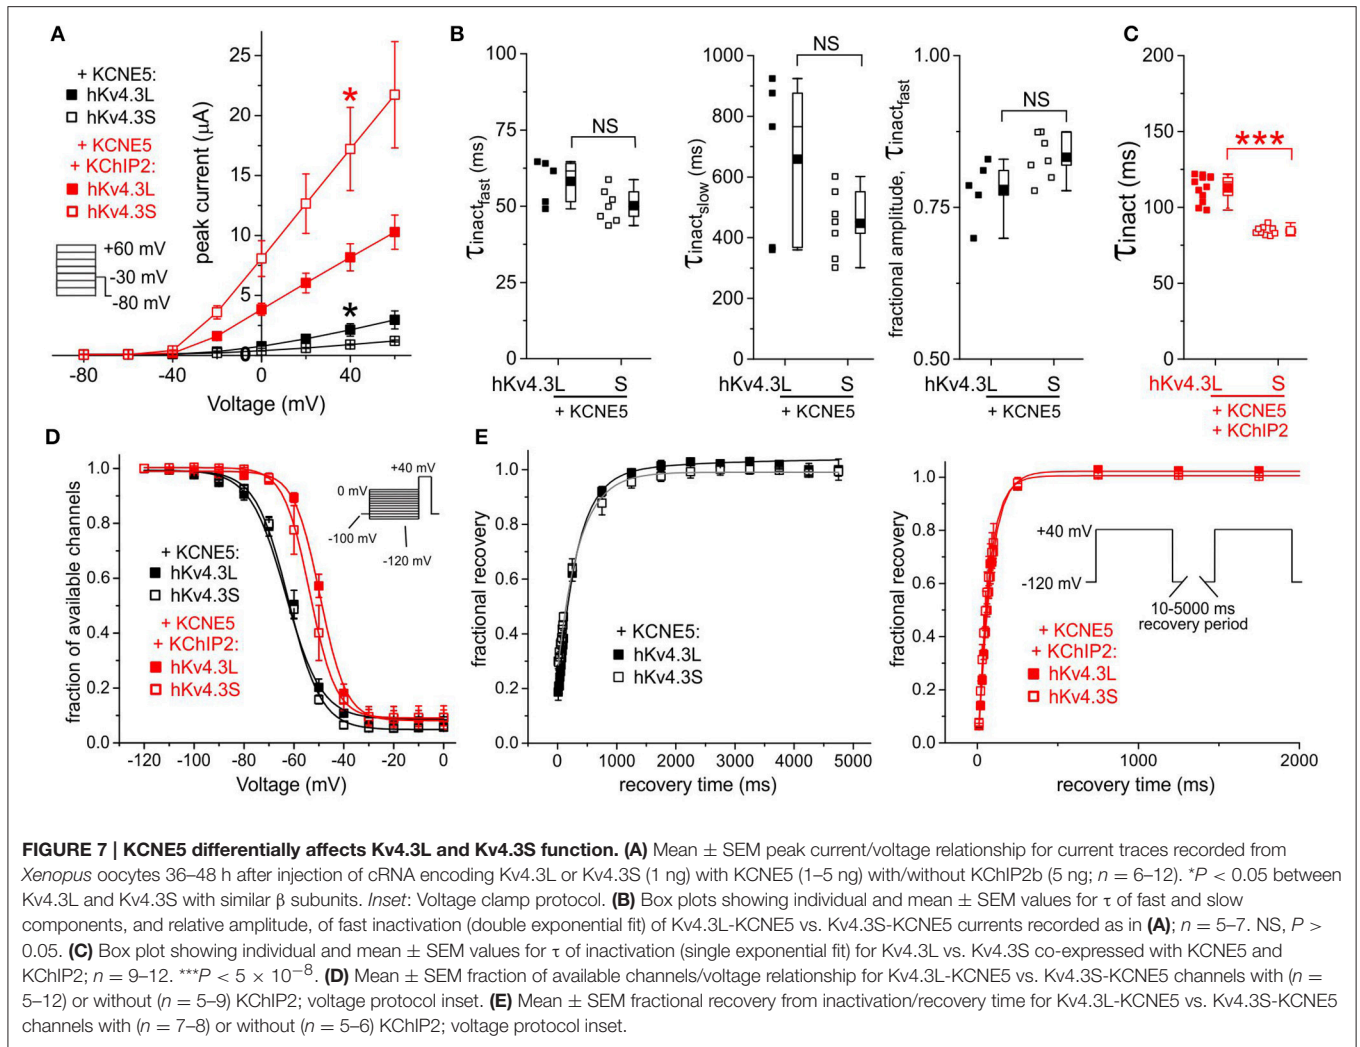 A
+ KCNE5:
hKv4.3L
hKv4.3S
+ KCNE5
+ KChIP2:
hKv4.3L
hKv4.3S
+60 mV
-30 mV
-80 mV
peak current (µA)
25
20
15
10
5
0
*
*
-80
-40
0
40
Voltage (mV)
B
τinact fast (ms)
100
75
50
25
0
NS
hKv4.3L S
+ KCNE5
τinact slow (ms)
1000
800
600
400
200
0
NS
hKv4.3L S
+ KCNE5
fractional amplitude, τinact fast
1.00
0.75
0.50
NS
hKv4.3L S
+ KCNE5
C
τinact (ms)
200
150
100
50
0
***
hKv4.3L S
+ KCNE5
+ KChIP2
D
fraction of available channels
1.0
0.8
0.6
0.4
0.2
0.0
+40 mV
0 mV
-100 mV
-120 mV
+ KCNE5:
hKv4.3L
hKv4.3S
+ KCNE5
+ KChIP2:
hKv4.3L
hKv4.3S
-120 -100 -80 -60 -40 -20 0
Voltage (mV)
E
fractional recovery
1.0
0.8
0.6
0.4
0.2
0.0
+ KCNE5:
hKv4.3L
hKv4.3S
0 1000 2000 3000 4000 5000
recovery time (ms)
fractional recovery
1.0
0.8
0.6
0.4
0.2
0.0
+40 mV
-120 mV
10-5000 ms
recovery period
+ KCNE5
+ KChIP2:
hKv4.3L
hKv4.3S
0 1000 2000
recovery time (ms)
FIGURE 7 | KCNE5 differentially affects Kv4.3L and Kv4.3S function. (A) Mean ± SEM peak current/voltage relationship for current traces recorded from
Xenopus oocytes 36–48 h after injection of cRNA encoding Kv4.3L or Kv4.3S (1 ng) with KCNE5 (1–5 ng) with/without KChIP2b (5 ng; n = 6–12). *P < 0.05 between
Kv4.3L and Kv4.3S with similar β subunits. Inset: Voltage clamp protocol. (B) Box plots showing individual and mean ± SEM values for τ of fast and slow
components, and relative amplitude, of fast inactivation (double exponential fit) of Kv4.3L-KCNE5 vs. Kv4.3S-KCNE5 currents recorded as in (A); n = 5–7. NS, P >
0.05. (C) Box plot showing individual and mean ± SEM values for τ of inactivation (single exponential fit) for Kv4.3L vs. Kv4.3S co-expressed with KCNE5 and
KChIP2; n = 9–12. ***P < 5 × 10⁻⁸. (D) Mean ± SEM fraction of available channels/voltage relationship for Kv4.3L-KCNE5 vs. Kv4.3S-KCNE5 channels with (n =
5–12) or without (n = 5–9) KChIP2; voltage protocol inset. (E) Mean ± SEM fractional recovery from inactivation/recovery time for Kv4.3L-KCNE5 vs. Kv4.3S-KCNE5
channels with (n = 7–8) or without (n = 5–6) KChIP2; voltage protocol inset.